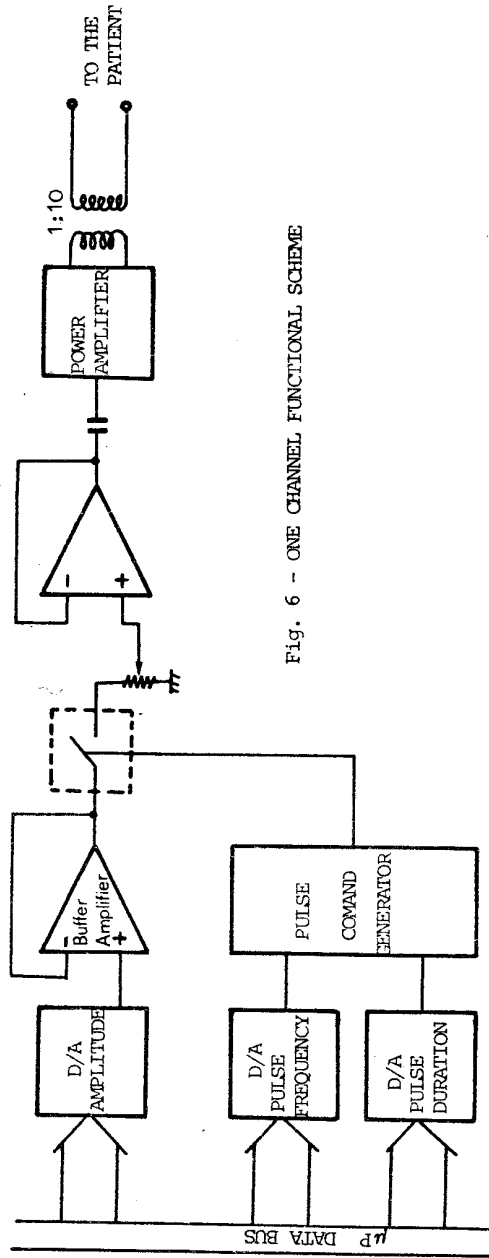 µP DATA BUS
D/A
AMPLITUDE
Buffer
Amplifier
-
+
D/A
PULSE
FREQUENCY
D/A
PULSE
DURATION
PULSE
COMAND
GENERATOR
-
+
POWER
AMPLIFIER
1:10
TO THE
PATIENT
Fig. 6 - ONE CHANNEL FUNCTIONAL SCHEME